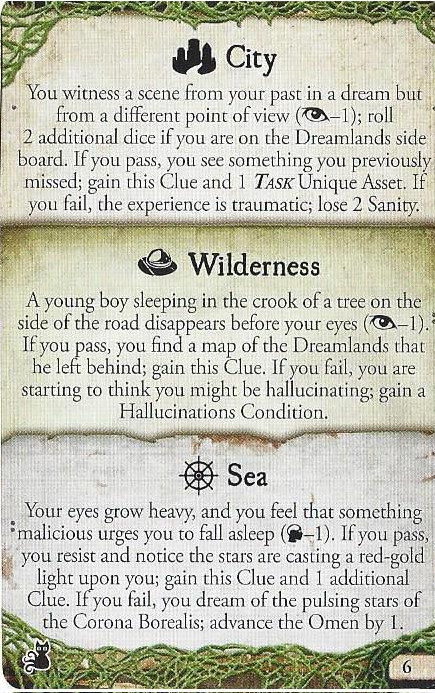 City
You witness a scene from your past in a dream but
from a different point of view (–1); roll
2 additional dice if you are on the Dreamlands side
board. If you pass, you see something you previously
missed; gain this Clue and 1 TASK Unique Asset. If
you fail, the experience is traumatic; lose 2 Sanity.
Wilderness
A young boy sleeping in the crook of a tree on the
side of the road disappears before your eyes (–1).
If you pass, you find a map of the Dreamlands that
he left behind; gain this Clue. If you fail, you are
starting to think you might be hallucinating; gain a
Hallucinations Condition.
Sea
Your eyes grow heavy, and you feel that something
malicious urges you to fall asleep (–1). If you pass,
you resist and notice the stars are casting a red-gold
light upon you; gain this Clue and 1 additional
Clue. If you fail, you dream of the pulsing stars of
the Corona Borealis; advance the Omen by 1.
6